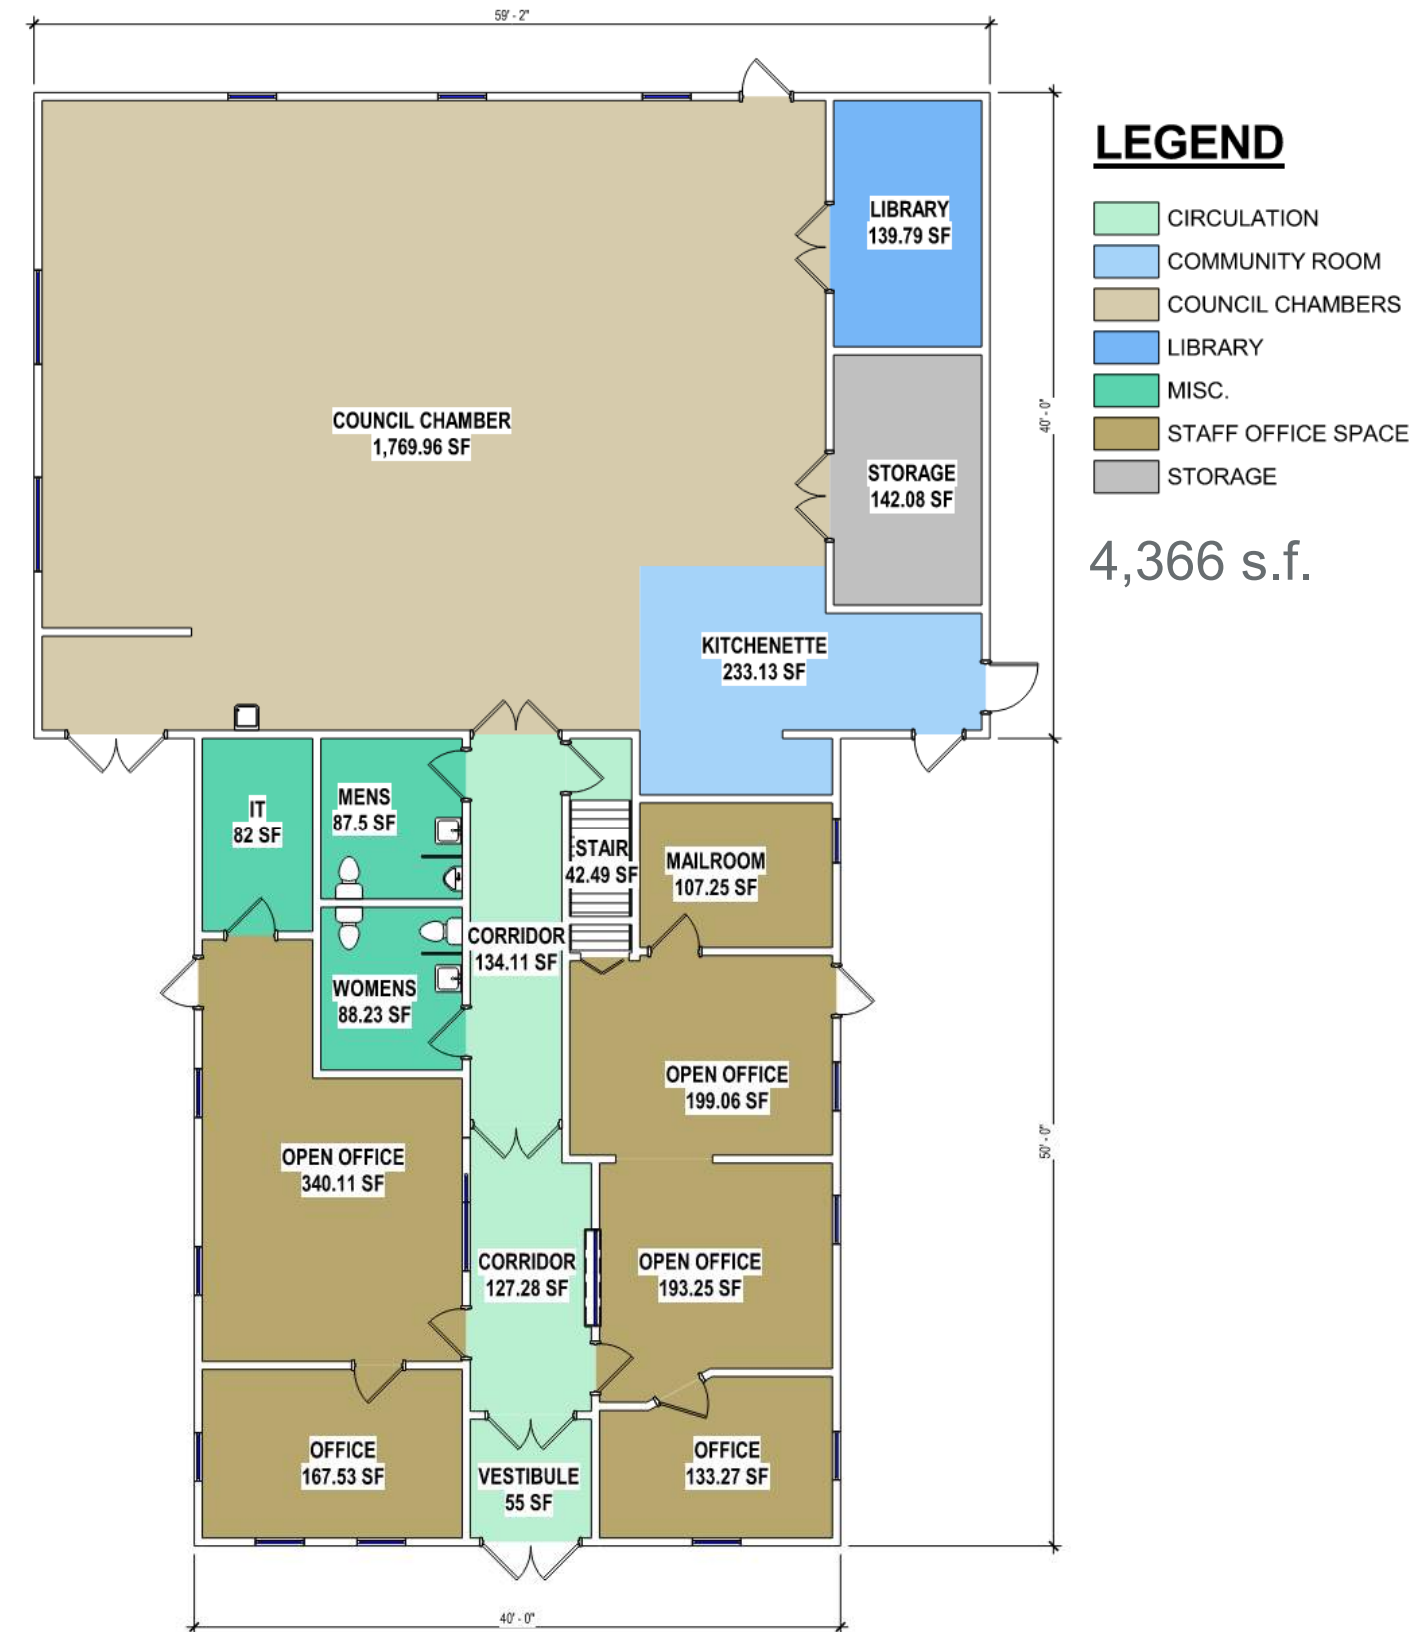 59' - 2"
LEGEND
CIRCULATION
COMMUNITY ROOM
COUNCIL CHAMBERS
LIBRARY
MISC.
STAFF OFFICE SPACE
STORAGE
4,366 s.f.
LIBRARY
139.79 SF
40' - 0"
COUNCIL CHAMBER
1,769.96 SF
STORAGE
142.08 SF
KITCHENETTE
233.13 SF
IT
82 SF
MENS
87.5 SF
STAIR
42.49 SF
MAILROOM
107.25 SF
CORRIDOR
134.11 SF
WOMENS
88.23 SF
OPEN OFFICE
199.06 SF
50' - 0"
OPEN OFFICE
340.11 SF
CORRIDOR
127.28 SF
OPEN OFFICE
193.25 SF
OFFICE
167.53 SF
VESTIBULE
55 SF
OFFICE
133.27 SF
40' - 0"